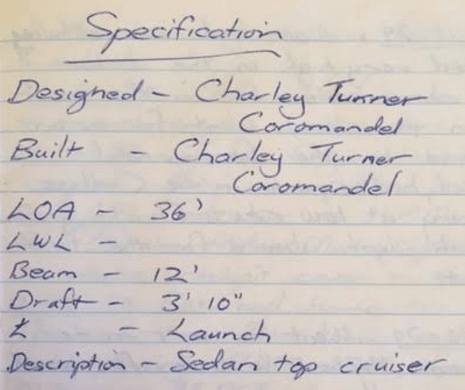 Specification
Designed - Charley Turner
Coromandel
Built - Charley Turner
Coromandel
LOA - 36'
LWL -
Beam - 12'
Draft - 3' 10"
- Launch
Description - Sedan top cruiser